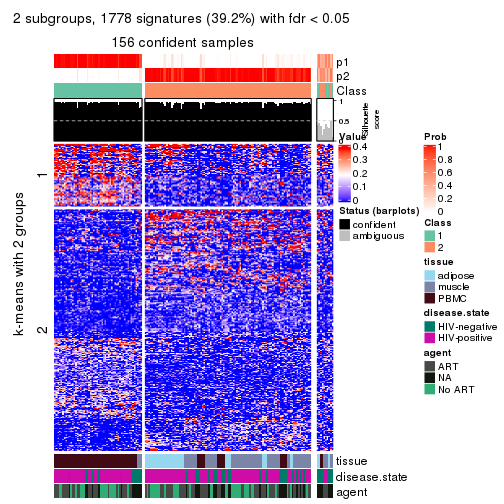 2 subgroups, 1778 signatures (39.2%) with fdr < 0.05
156 confident samples
p1
p2
Class
1
0.5
0
Silhouette
score
k-means with 2 groups
1
2
tissue
disease.state
agent
Value
0.4
0.3
0.2
0.1
0
Status (barplots)
confident
ambiguous
Prob
1
0.8
0.6
0.4
0.2
0
Class
1
2
tissue
adipose
muscle
PBMC
disease.state
HIV-negative
HIV-positive
agent
ART
NA
No ART